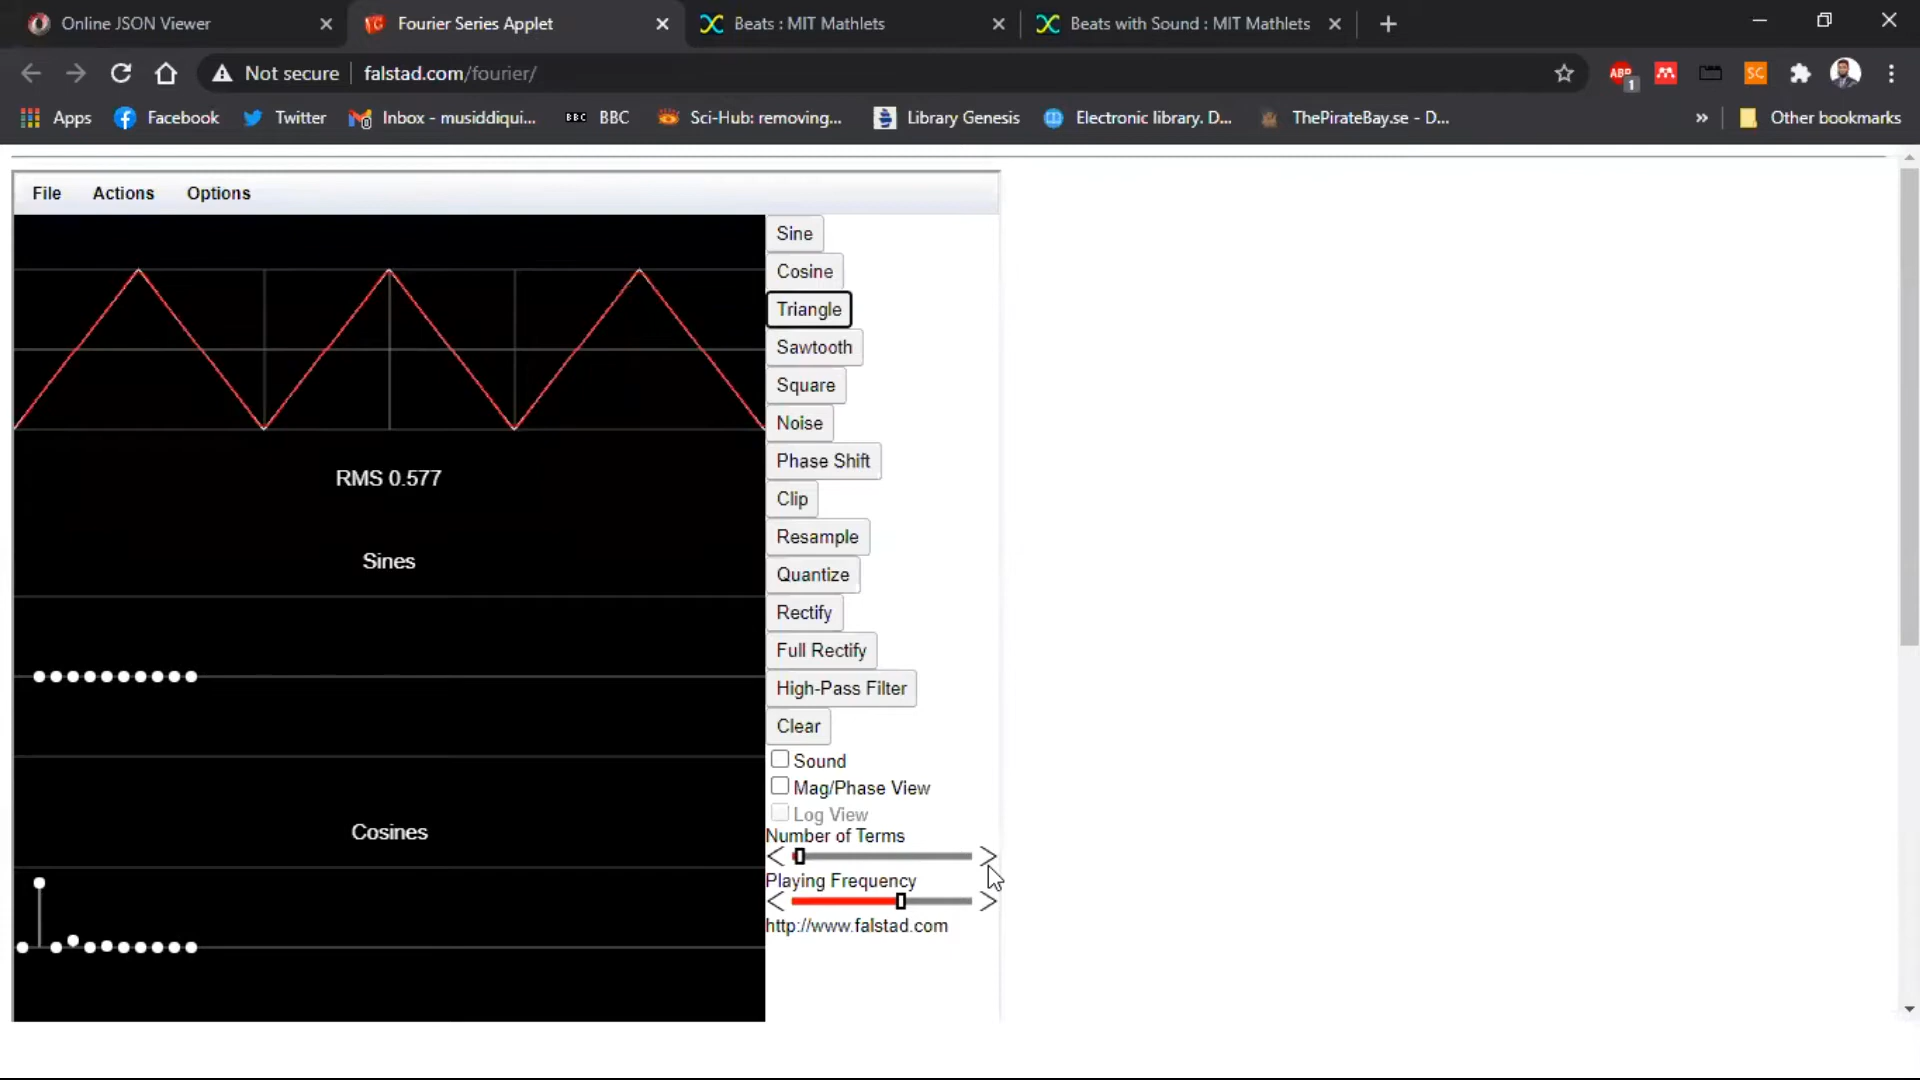 Online JSON Viewer
Fourier Series Applet
Beats : MIT Mathlets
Beats with Sound : MIT Mathlets
Not secure
falstad.com/fourier/
ABP
1
SC
Apps
Facebook
Twitter
Inbox - musiddiqui...
BBC
BBC
Sci-Hub: removing...
Library Genesis
Electronic library. D...
ThePirateBay.se - D...
»
Other bookmarks
File
Actions
Options
Sine
Cosine
Triangle
Sawtooth
Square
Noise
Phase Shift
Clip
Resample
Quantize
Rectify
Full Rectify
High-Pass Filter
Clear
Sound
Mag/Phase View
Log View
Number of Terms
Playing Frequency
http://www.falstad.com
RMS 0.577
Sines
Cosines